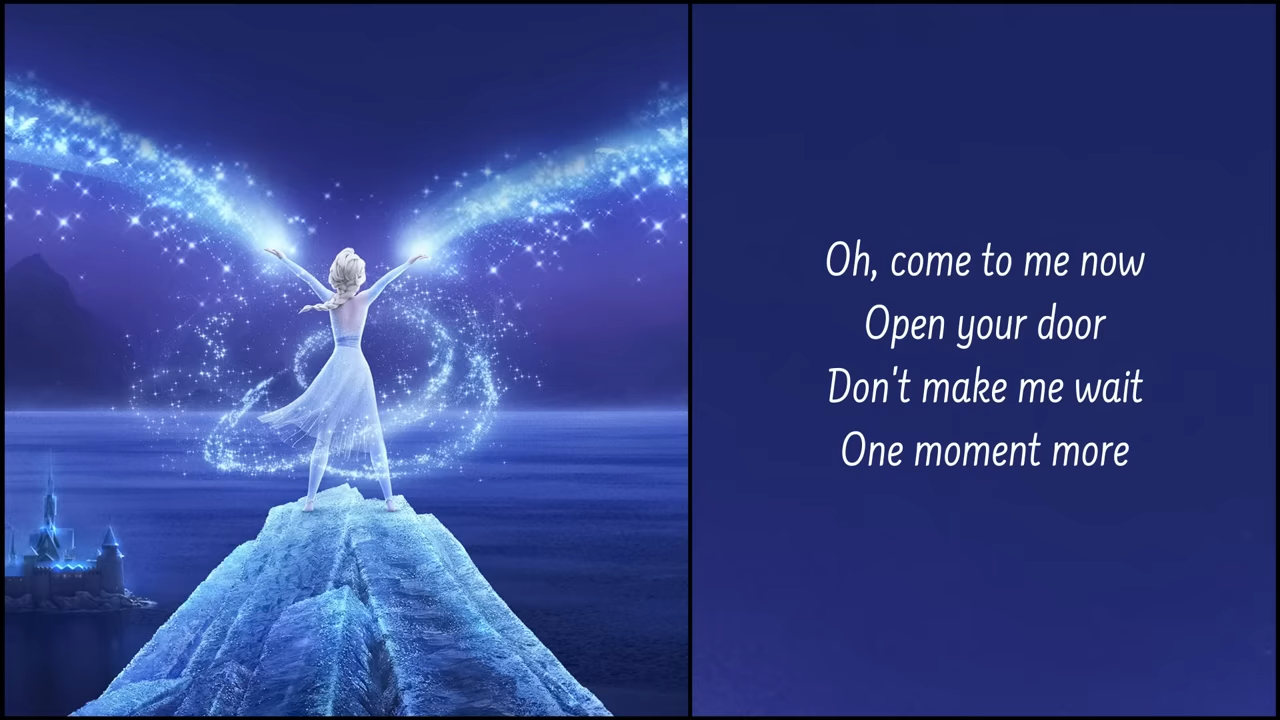 Oh, come to me now
Open your door
Don't make me wait
One moment more